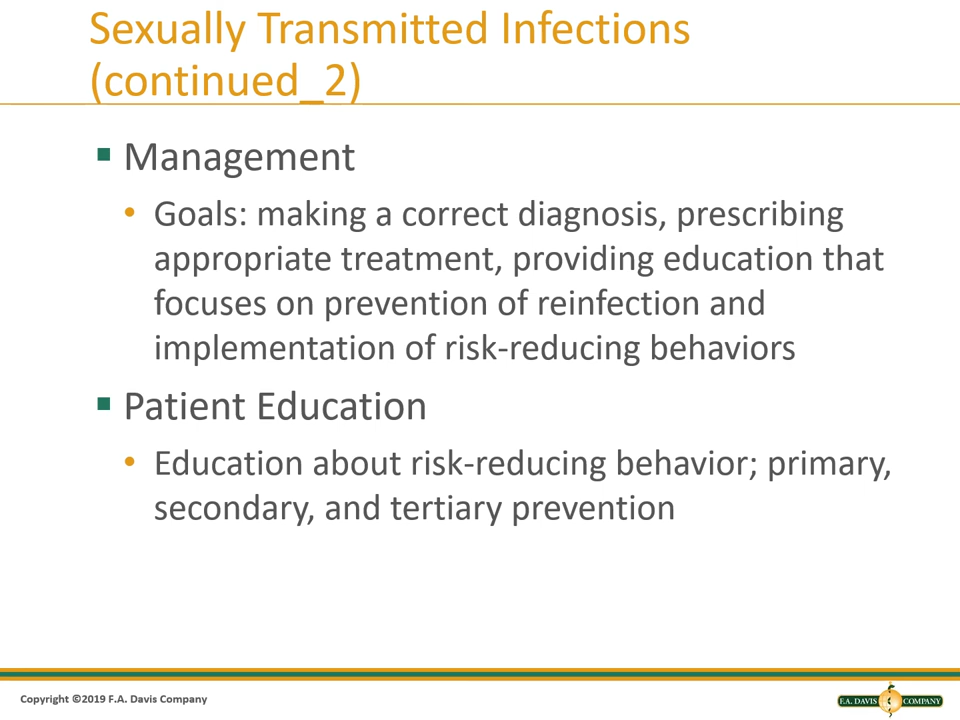 Sexually Transmitted Infections
(continued_2)
Management
Goals: making a correct diagnosis, prescribing
appropriate treatment, providing education that
focuses on prevention of reinfection and
implementation of risk-reducing behaviors
Patient Education
Education about risk-reducing behavior; primary,
secondary, and tertiary prevention
Copyright ©2019 F.A. Davis Company
F.A. DAVIS COMPANY